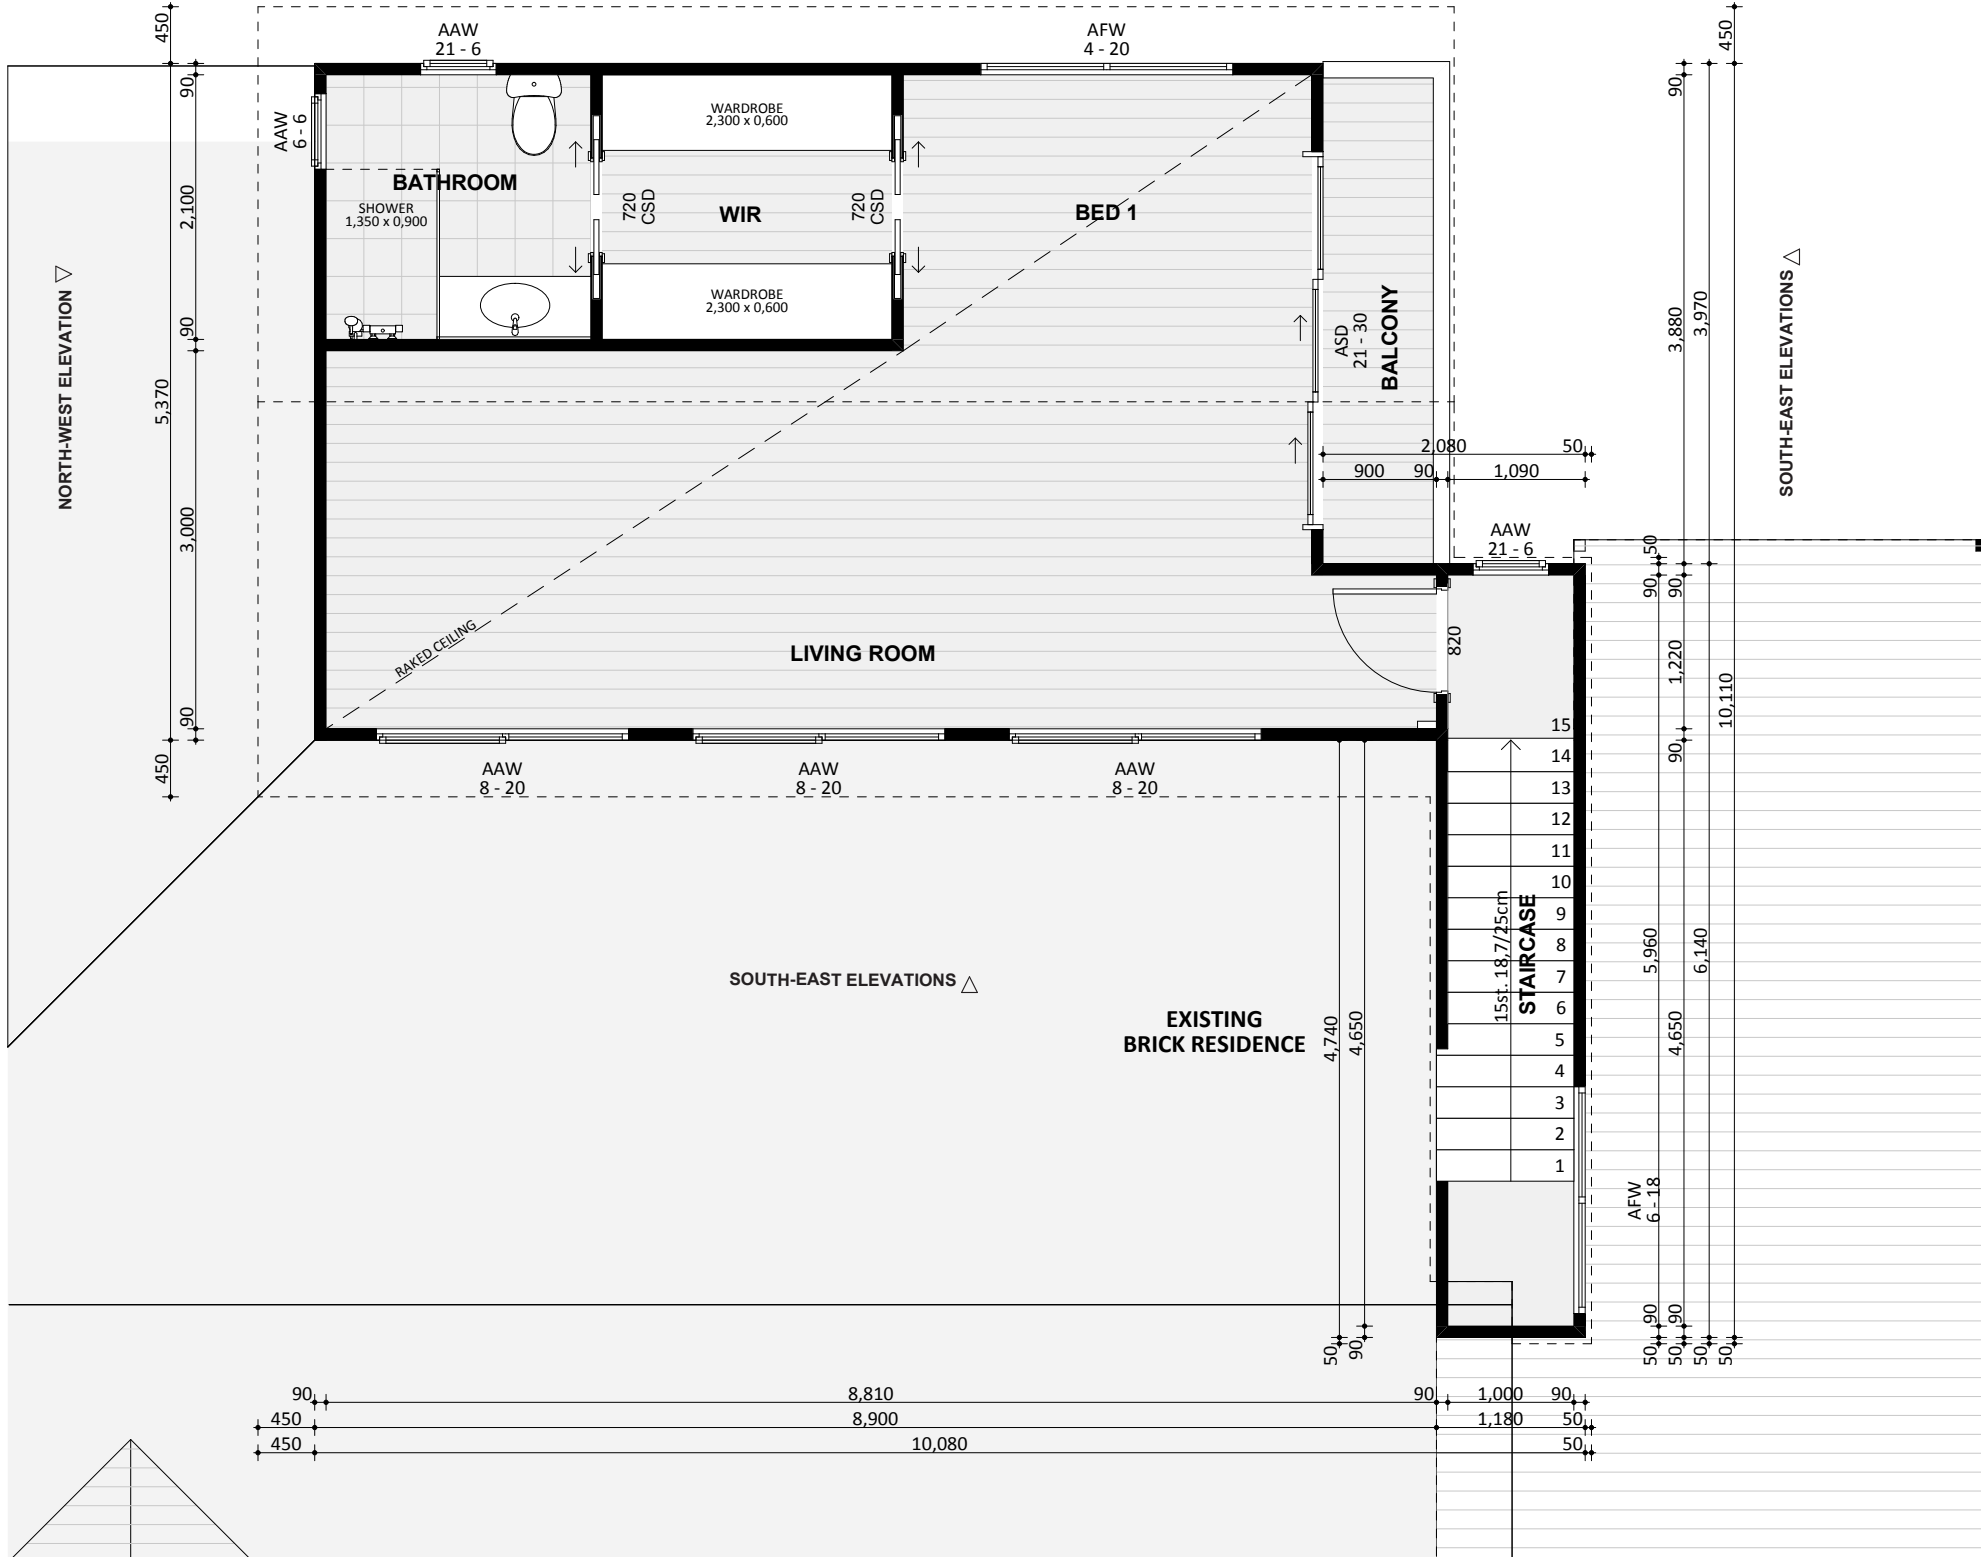 450
AAW
21 - 6
AFW
4 - 20
450
90
90
AAW
6 - 6
WARDROBE
2,300 x 0,600
BATHROOM
SHOWER
1,350 x 0,900
720
CSD
WIR
720
CSD
BED 1
2,100
NORTH-WEST ELEVATION
90
WARDROBE
2,300 x 0,600
ASD
21 - 30
BALCONY
3,880
3,970
SOUTH-EAST ELEVATIONS
5,370
3,000
2,080
50
900
90
1,090
AAW
21 - 6
50
90
90
820
RAKED CEILING
LIVING ROOM
1,220
10,110
90
90
450
AAW
8 - 20
AAW
8 - 20
AAW
8 - 20
15
14
13
12
11
10
9
8
7
6
5
4
3
2
1
15st. 18,7/25cm
STAIRCASE
SOUTH-EAST ELEVATIONS
EXISTING
BRICK RESIDENCE
4,740
4,650
5,960
4,650
6,140
AFW
6 - 18
90
90
50
90
50
50
50
50
90
8,810
90
1,000
90
450
8,900
1,180
50
450
10,080
50